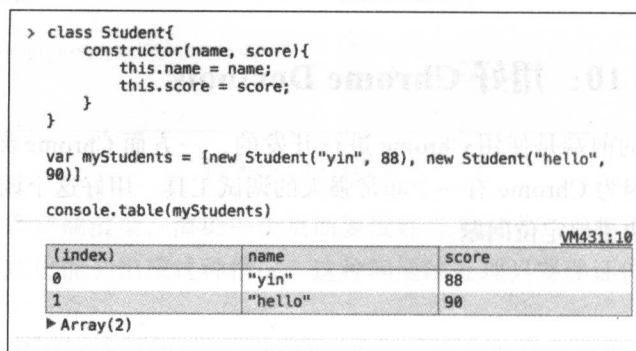 > class Student{
constructor(name, score){
this.name = name;
this.score = score;
}
}
var myStudents = [new Student("yin", 88), new Student("hello",
90)]
console.table(myStudents)
VM431:10
(index) name score
0 "yin" 88
1 "hello" 90
▶ Array(2)